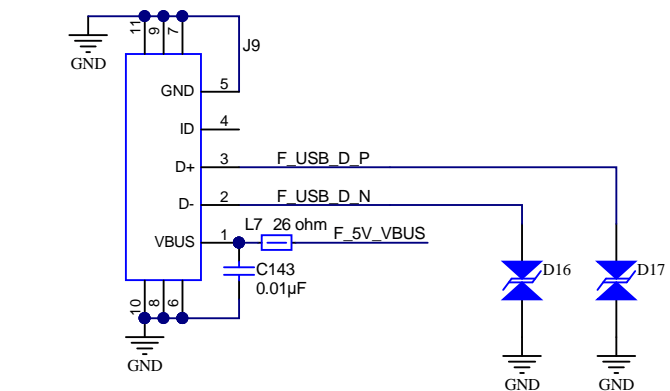 11
9
7
J9
GND
GND 5
ID 4
D+ 3 F_USB_D_P
D- 2 F_USB_D_N
L7 26 ohm
VBUS 1 F_5V_VBUS
C143
0.01µF
D16
D17
10
8
6
GND
GND
GND